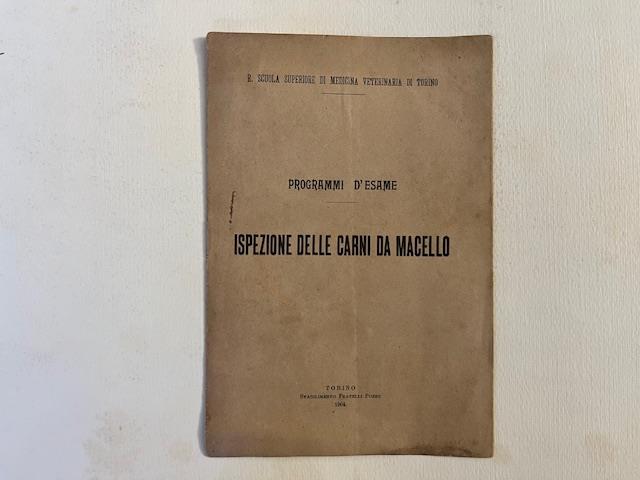 R. SCUOLA SUPERIORE DI MEDICINA VETERINARIA DI TORINO
PROGRAMMI D'ESAME
ISPEZIONE DELLE CARNI DA MACELLO
TORINO
STABILIMENTO FRATELLI POZZO
1904